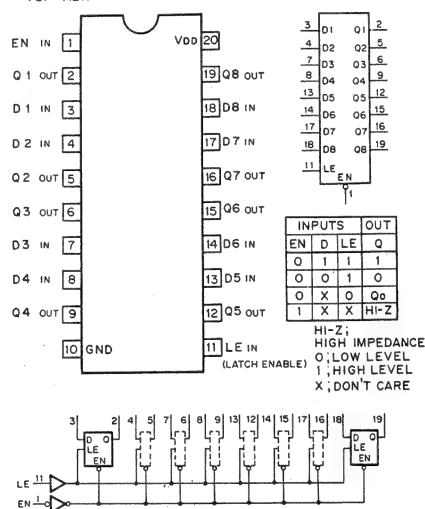 EN IN 1
VDD 20
Q1 OUT 2
19 Q8 OUT
D1 IN 3
18 D8 IN
D2 IN 4
17 D7 IN
Q2 OUT 5
16 Q7 OUT
Q3 OUT 6
15 Q6 OUT
D3 IN 7
14 D6 IN
D4 IN 8
13 D5 IN
Q4 OUT 9
12 Q5 OUT
10 GND
11 LE IN
(LATCH ENABLE)
3 D1 Q1 2
4 D2 Q2 5
7 D3 Q3 6
8 D4 Q4 9
13 D5 Q5 12
14 D6 Q6 15
17 D7 Q7 16
18 D8 Q8 19
11 LE
EN
1
INPUTS OUT
EN D LE Q
0 1 1 1
0 0 1 0
0 X 0 Qo
1 X X HI-Z
HI-Z;
HIGH IMPEDANCE
0;LOW LEVEL
1;HIGH LEVEL
X;DON'T CARE
3 2 4 5 7 6 8 9 13 12 14 15 17 16 18 19
D Q
LE
EN
D Q
LE
EN
LE 11
EN 1